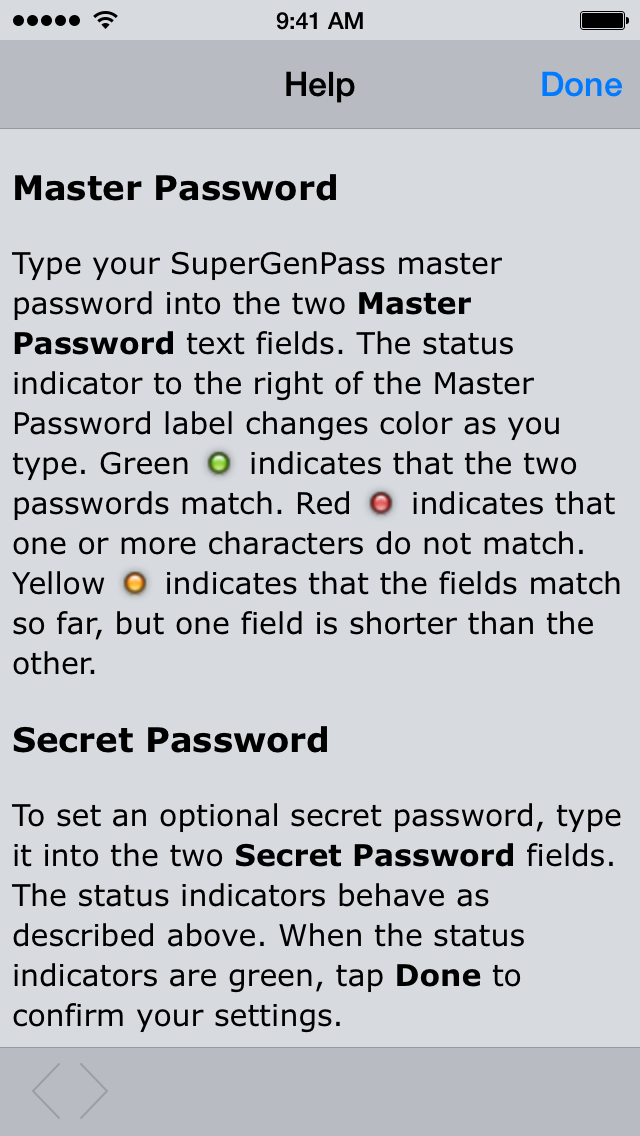 9:41 AM
Help
Done
Master Password
Type your SuperGenPass master
password into the two Master
Password text fields. The status
indicator to the right of the Master
Password label changes color as you
type. Green indicates that the two
passwords match. Red indicates that
one or more characters do not match.
Yellow indicates that the fields match
so far, but one field is shorter than the
other.
Secret Password
To set an optional secret password, type
it into the two Secret Password fields.
The status indicators behave as
described above. When the status
indicators are green, tap Done to
confirm your settings.